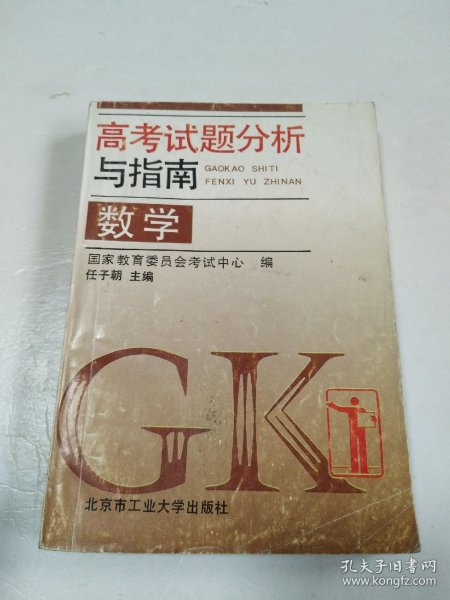 高考试题分析
与指南
GAOKAO SHITI
FENXI YU ZHINAN
数学
国家教育委员会考试中心 编
任子朝 主编
GK
北京市工业大学出版社
孔夫子旧书网
www.kongfz.com